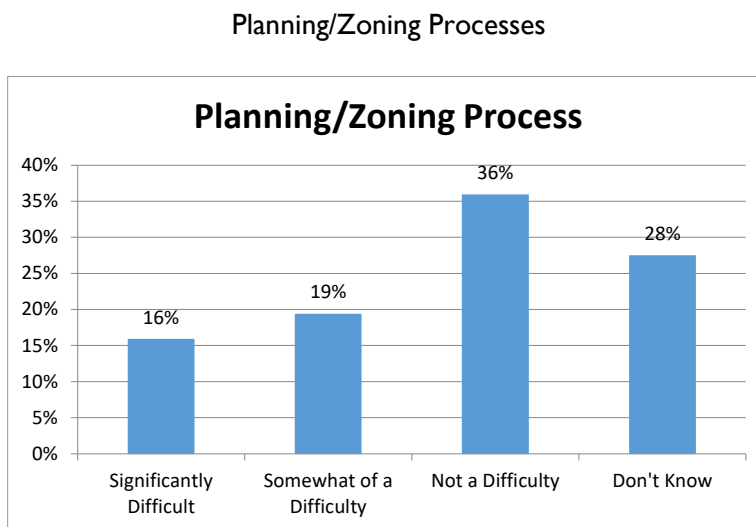 Planning/Zoning Processes
Planning/Zoning Process
40%
35%
30%
25%
20%
15%
10%
5%
0%
16%
19%
36%
28%
Significantly
Difficult
Somewhat of a
Difficulty
Not a Difficulty
Don't Know